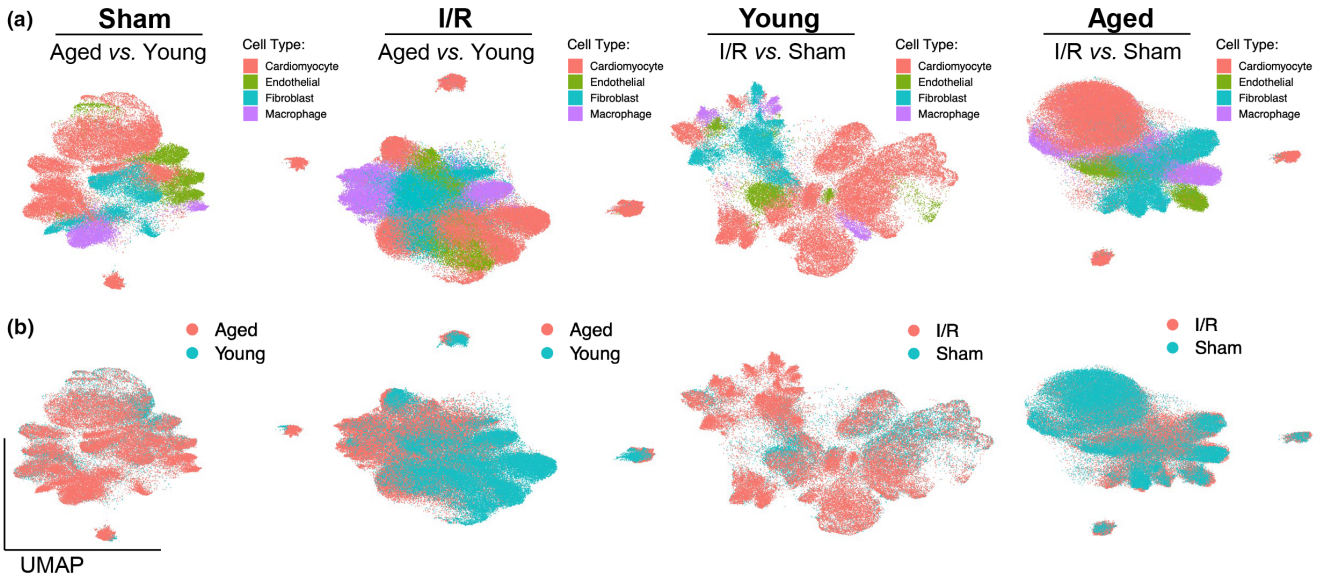 (a)
Sham
Aged vs. Young
Cell Type:
Cardiomyocyte
Endothelial
Fibroblast
Macrophage
I/R
Aged vs. Young
Cell Type:
Cardiomyocyte
Endothelial
Fibroblast
Macrophage
Young
I/R vs. Sham
Cell Type:
Cardiomyocyte
Endothelial
Fibroblast
Macrophage
Aged
I/R vs. Sham
Cell Type:
Cardiomyocyte
Endothelial
Fibroblast
Macrophage
(b)
Aged
Young
Aged
Young
I/R
Sham
I/R
Sham
UMAP